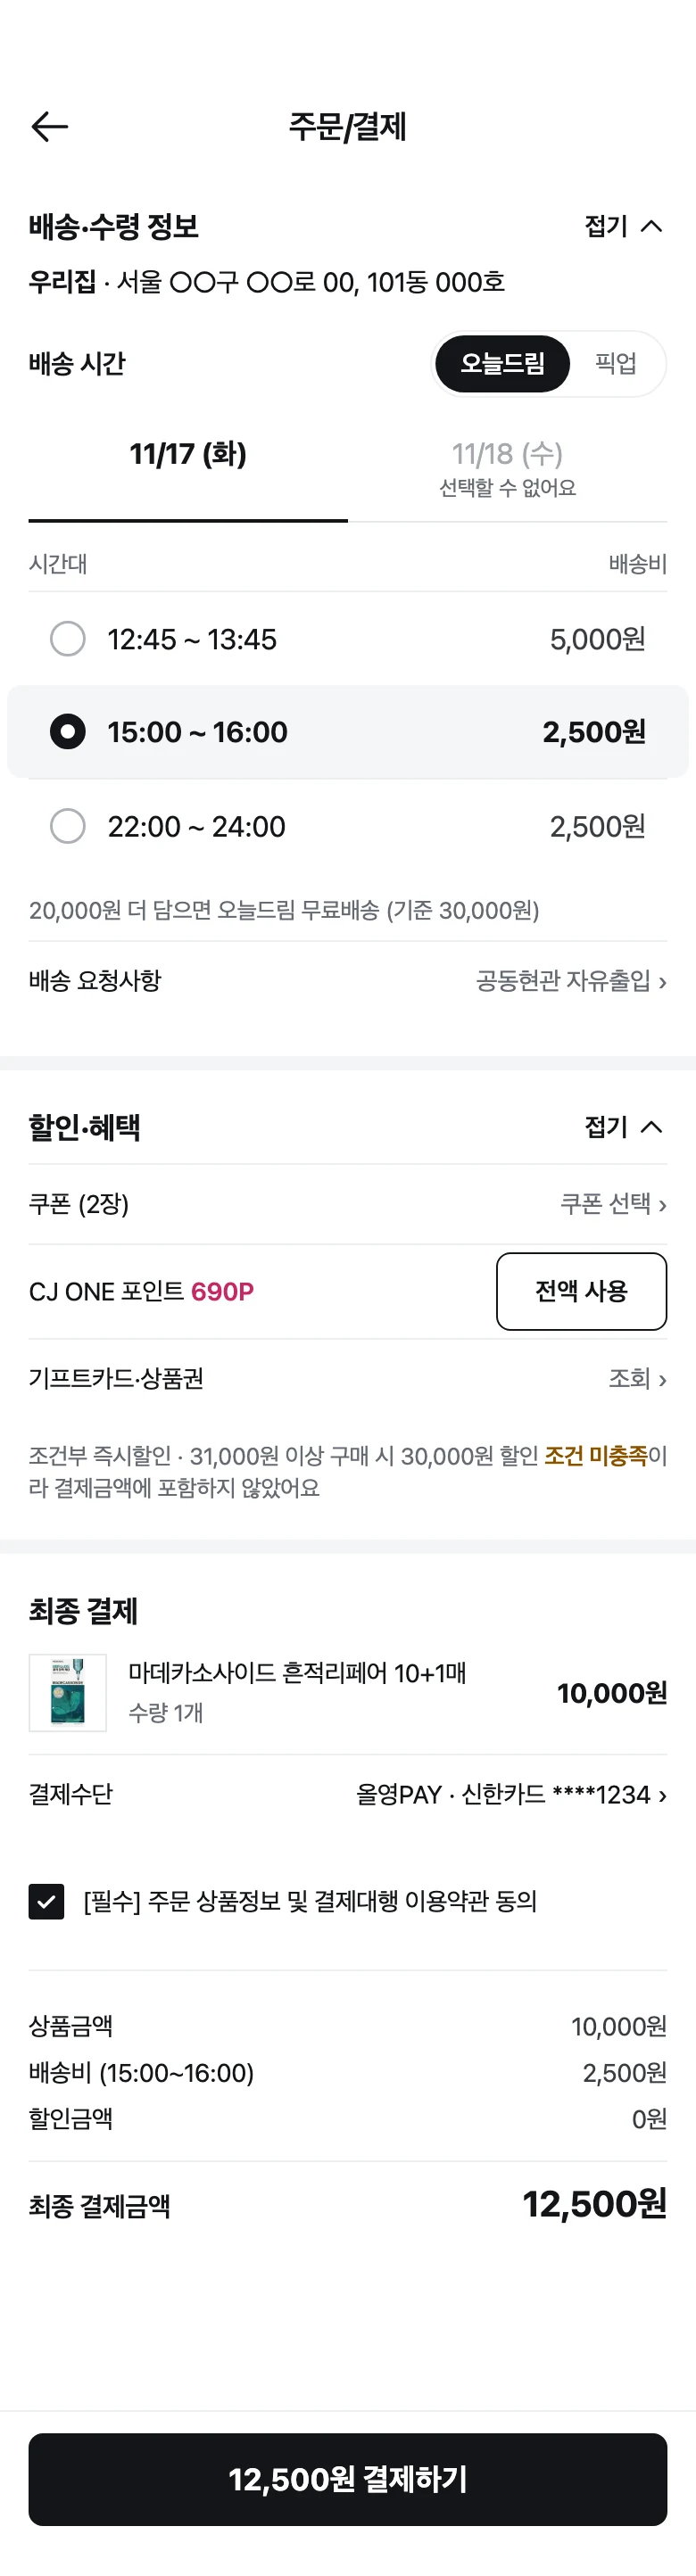 주문/결제
배송·수령 정보 접기
우리집 · 서울 ○○구 ○○로 00, 101동 000호
배송 시간 오늘드림 픽업
11/17 (화) 11/18 (수)
선택할 수 없어요
시간대 배송비
12:45 ~ 13:45 5,000원
15:00 ~ 16:00 2,500원
22:00 ~ 24:00 2,500원
20,000원 더 담으면 오늘드림 무료배송 (기준 30,000원)
배송 요청사항 공동현관 자유출입 ›
할인·혜택 접기
쿠폰 (2장) 쿠폰 선택 ›
CJ ONE 포인트 690P 전액 사용
기프트카드·상품권 조회 ›
조건부 즉시할인 · 31,000원 이상 구매 시 30,000원 할인 조건 미충족이
라 결제금액에 포함하지 않았어요
최종 결제
마데카소사이드 흔적리페어 10+1매
수량 1개
10,000원
결제수단 올영PAY · 신한카드 ****1234 ›
[필수] 주문 상품정보 및 결제대행 이용약관 동의
상품금액 10,000원
배송비 (15:00~16:00) 2,500원
할인금액 0원
최종 결제금액 12,500원
12,500원 결제하기